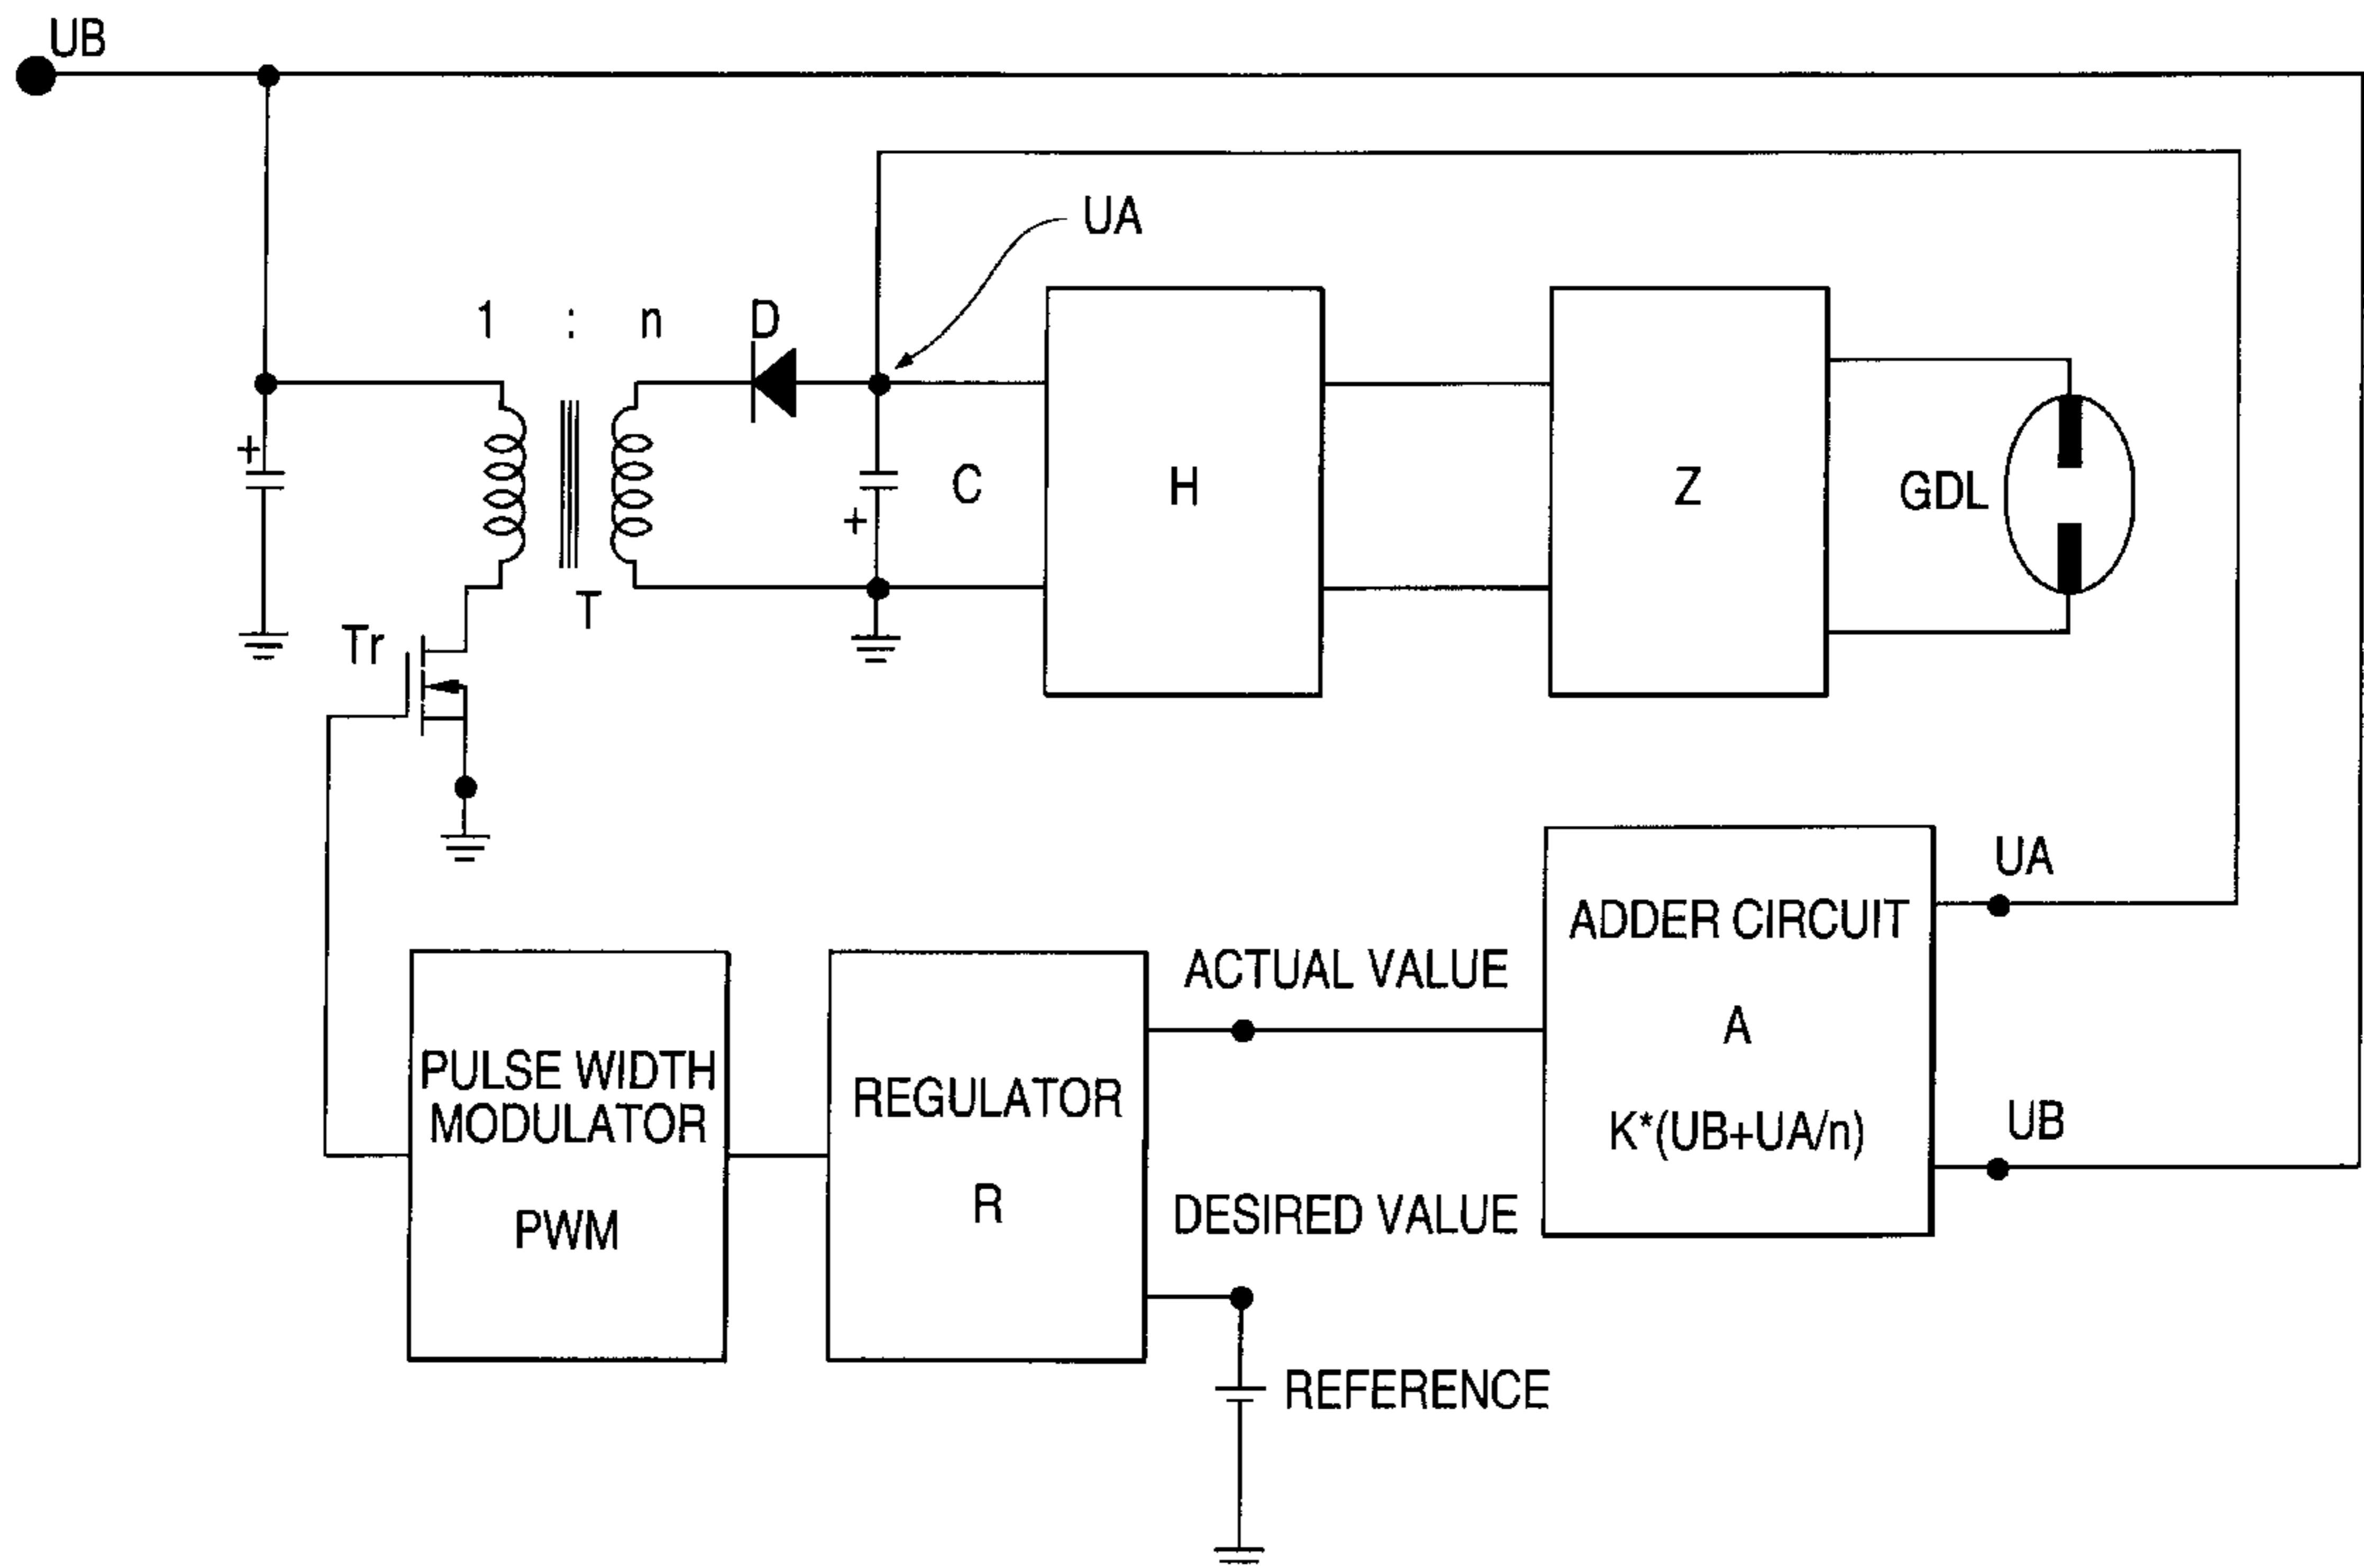 UB
UA
1 : n
D
+
+
C
H
Z
GDL
T
Tr
UA
ADDER CIRCUIT
A
K*(UB+UA/n)
UB
ACTUAL VALUE
DESIRED VALUE
PULSE WIDTH
MODULATOR
PWM
REGULATOR
R
REFERENCE